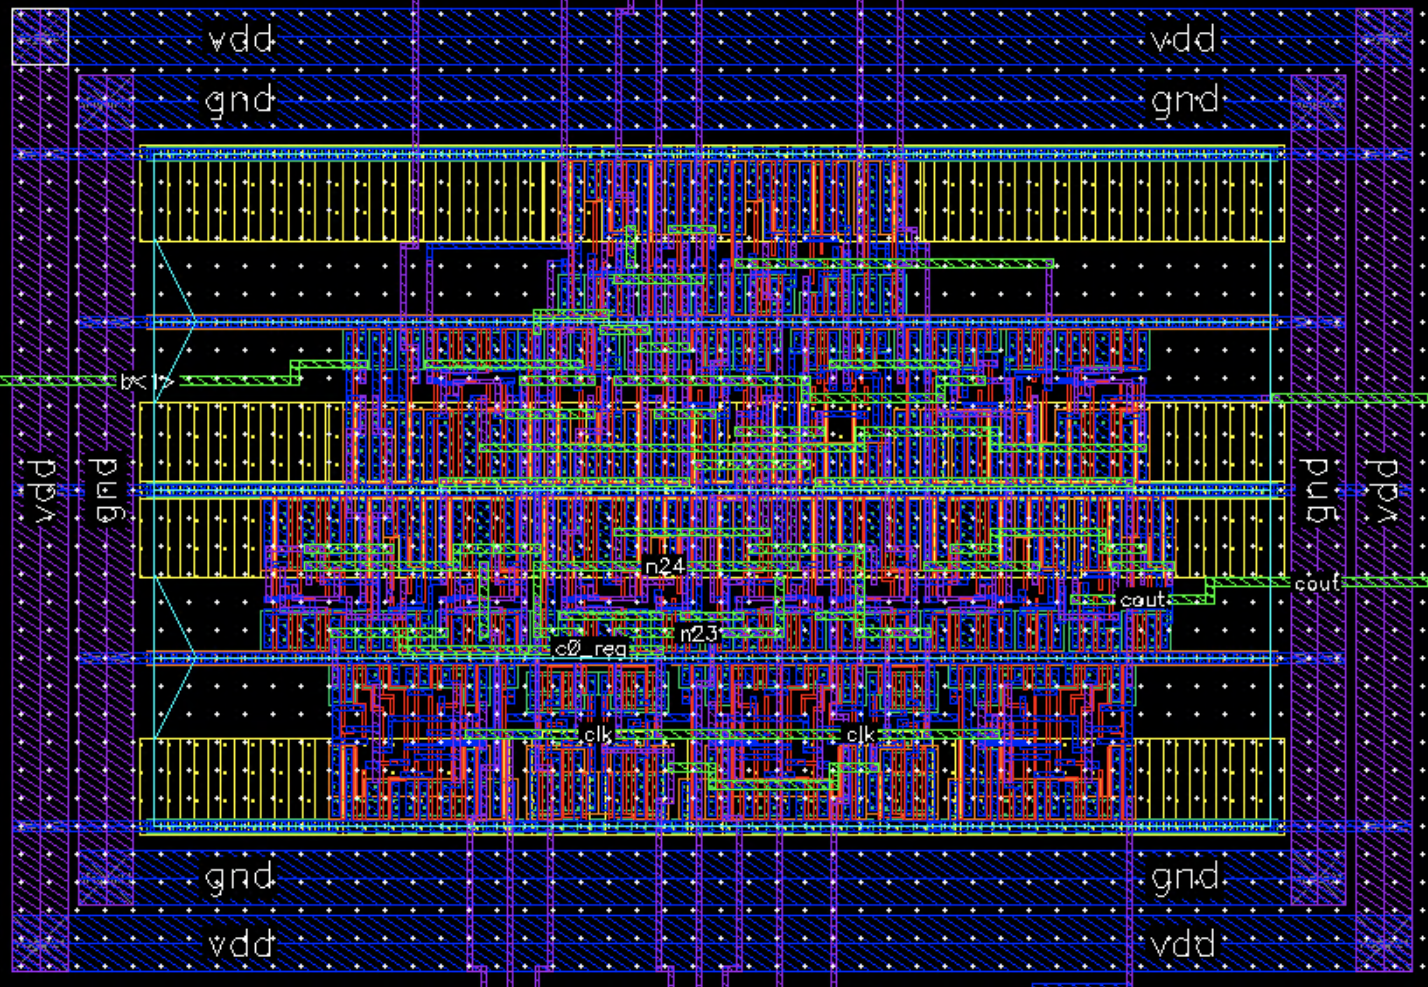 vdd vdd
gnd gnd
b<1>
vdd gnd gnd vdd
n24
cout
cout
n23
c0_reg
clk clk
gnd gnd
vdd vdd